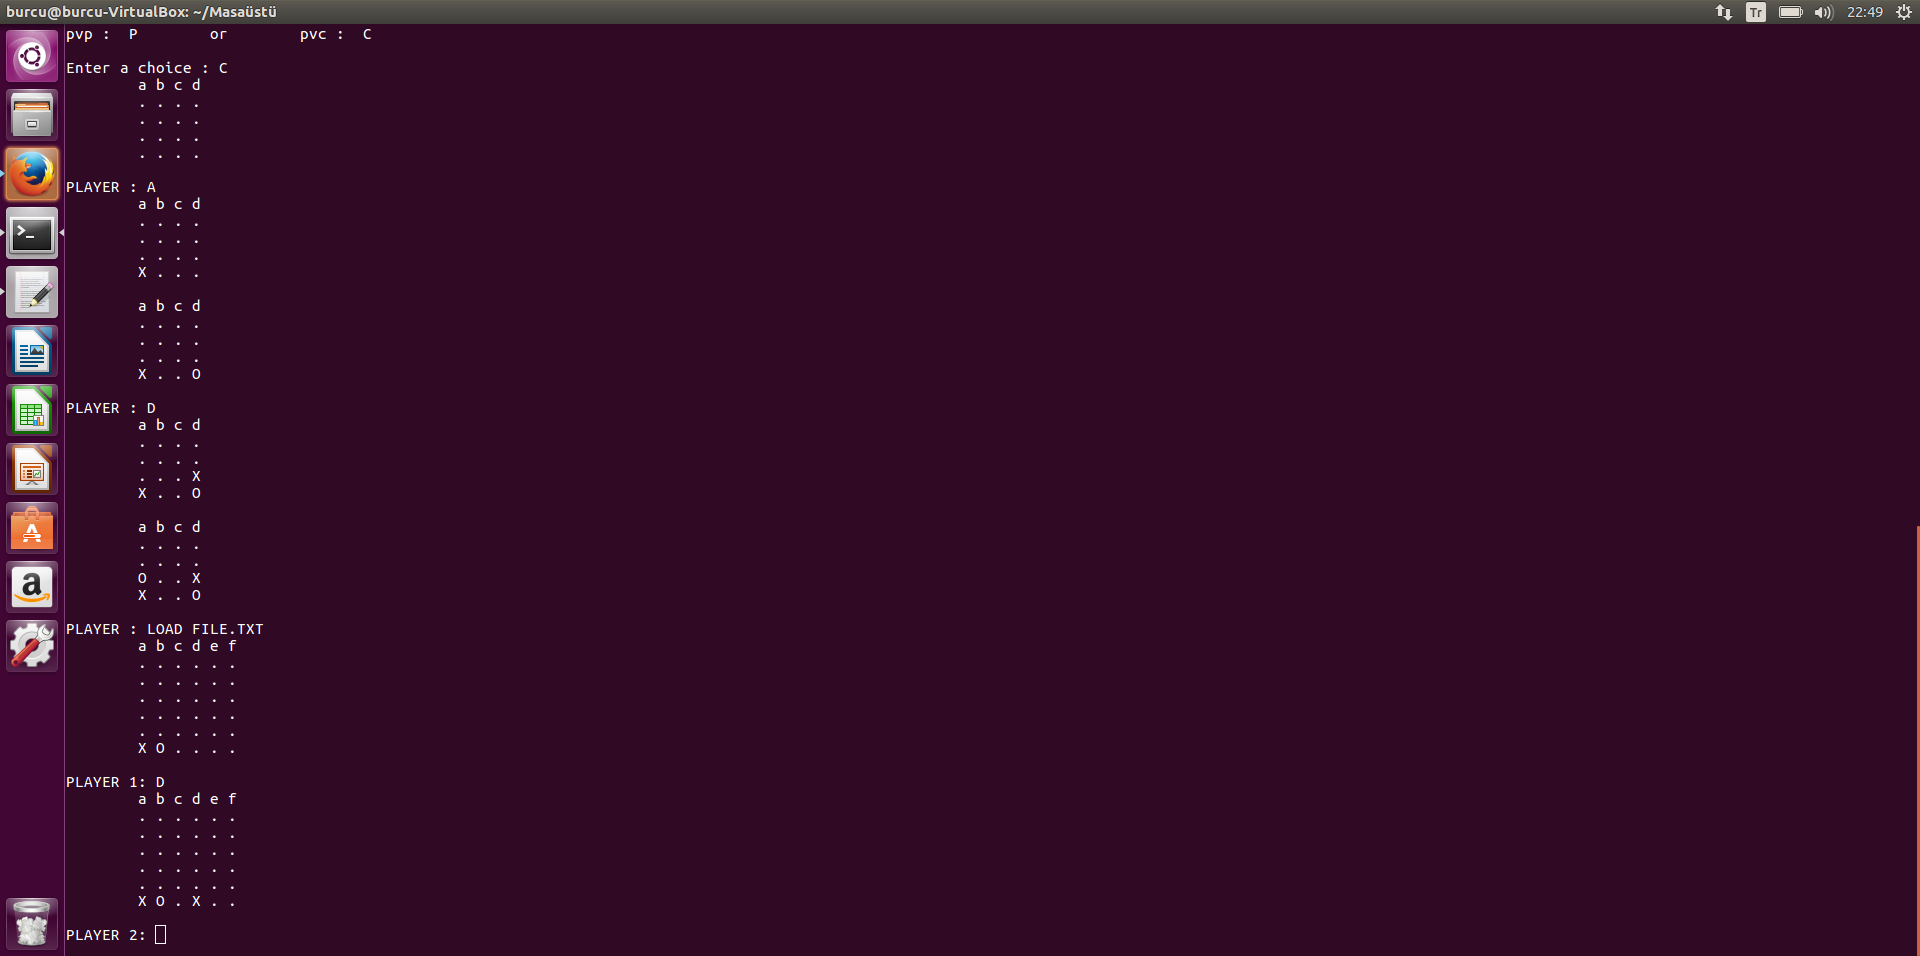 burcu@burcu-VirtualBox: ~/Masaüstü Tr 22:49
pvp :  P        or        pvc :  C
Enter a choice : C
a b c d
. . . .
. . . .
. . . .
. . . .
PLAYER : A
a b c d
. . . .
. . . .
. . . .
X . . .
a b c d
. . . .
. . . .
. . . .
X . . O
PLAYER : D
a b c d
. . . .
. . . .
. . . X
X . . O
a b c d
. . . .
. . . .
O . . X
X . . O
PLAYER : LOAD FILE.TXT
a b c d e f
. . . . . .
. . . . . .
. . . . . .
. . . . . .
. . . . . .
X O . . . .
PLAYER 1: D
a b c d e f
. . . . . .
. . . . . .
. . . . . .
. . . . . .
. . . . . .
X O . X . .
PLAYER 2: